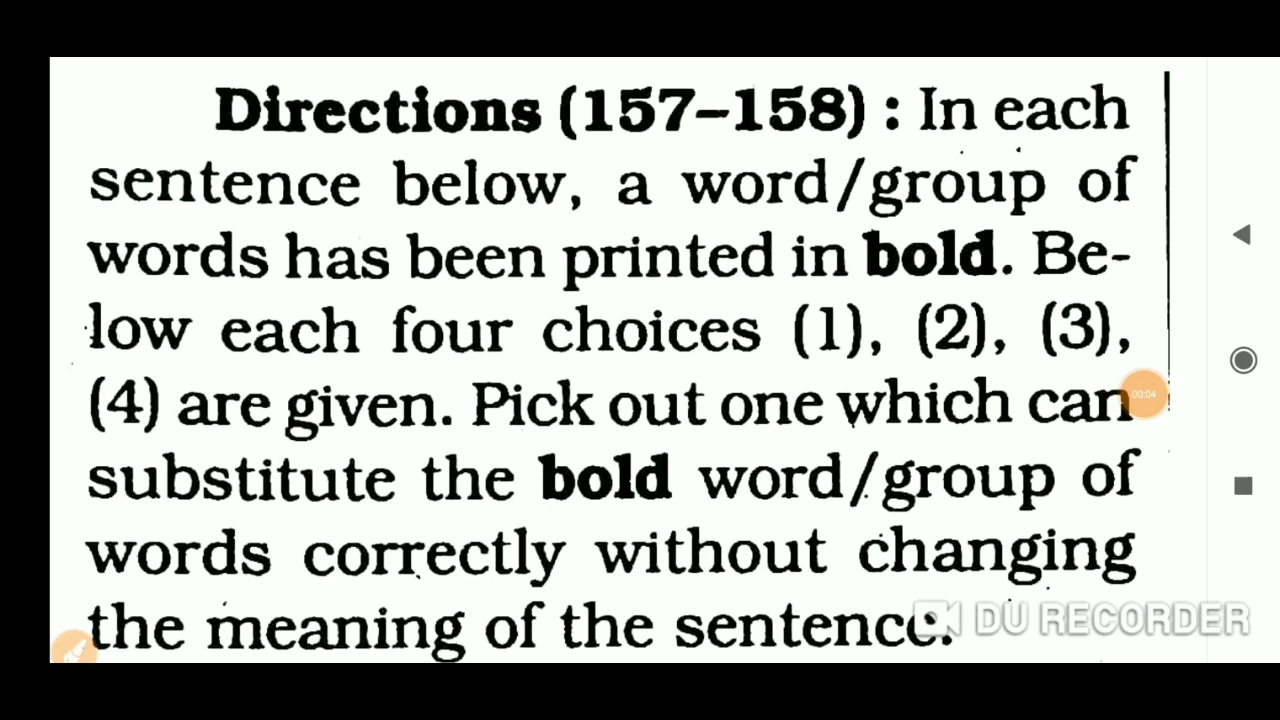 Directions (157–158) : In each
sentence below, a word/group of
words has been printed in bold. Be-
low each four choices (1), (2), (3),
(4) are given. Pick out one which can
substitute the bold word/group of
words correctly without changing
the meaning of the sentence.
00:04
DU RECORDER